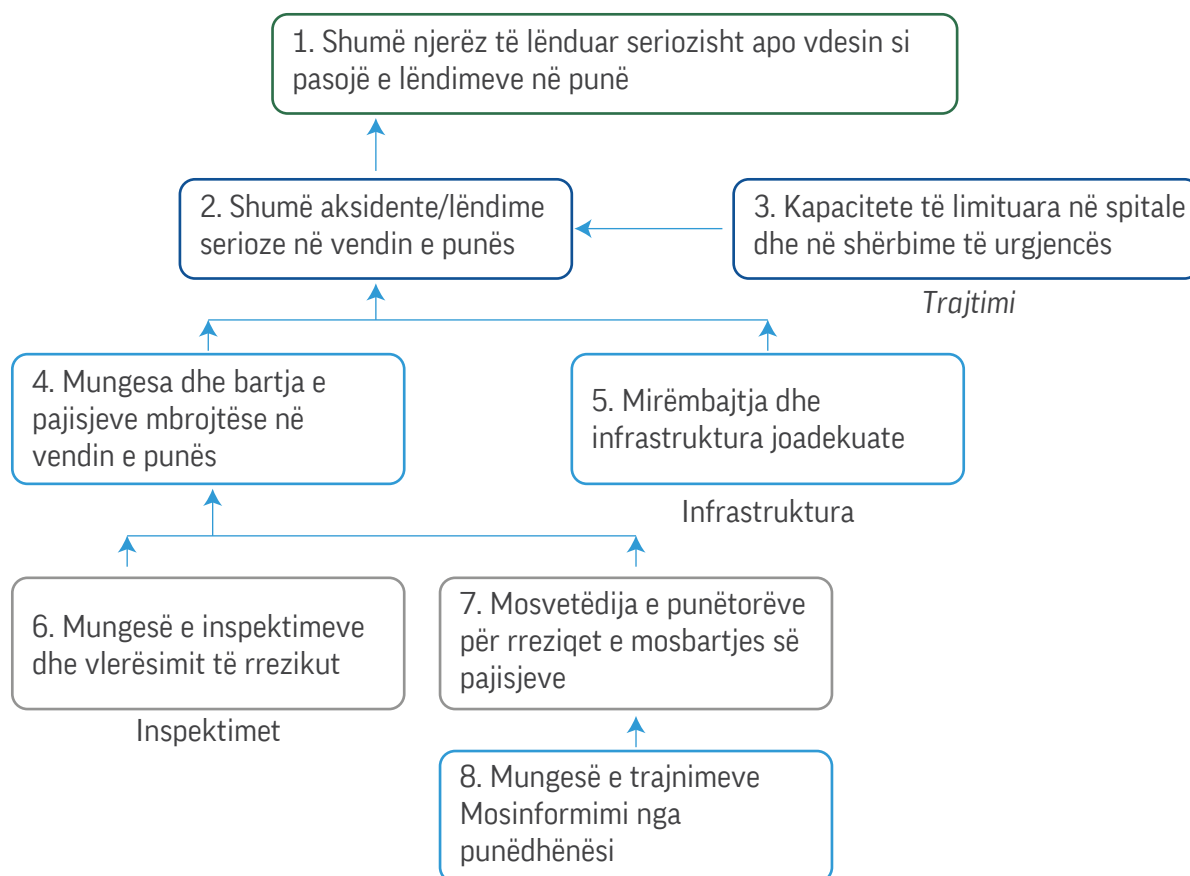 1. Shumë njerëz të lënduar seriozisht apo vdesin si
pasojë e lëndimeve në punë
2. Shumë aksidente/lëndime
serioze në vendin e punës
3. Kapacitete të limituara në spitale
dhe në shërbime të urgjencës
Trajtimi
4. Mungesa dhe bartja e
pajisjeve mbrojtëse në
vendin e punës
5. Mirëmbajtja dhe
infrastruktura joadekuate
Infrastruktura
6. Mungesë e inspektimeve
dhe vlerësimit të rrezikut
Inspektimet
7. Mosvetëdija e punëtorëve
për rreziqet e mosbartjes së
pajisjeve
8. Mungesë e trajnimeve
Mosinformimi nga
punëdhënësi